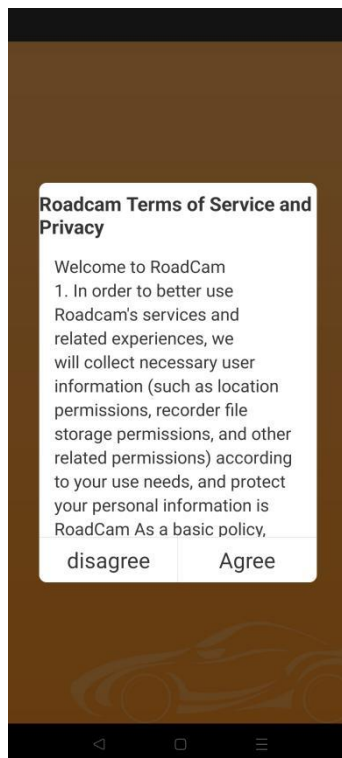 Roadcam Terms of Service and
Privacy
Welcome to RoadCam
1. In order to better use
Roadcam's services and
related experiences, we
will collect necessary user
information (such as location
permissions, recorder file
storage permissions, and other
related permissions) according
to your use needs, and protect
your personal information is
RoadCam As a basic policy,
disagree
Agree